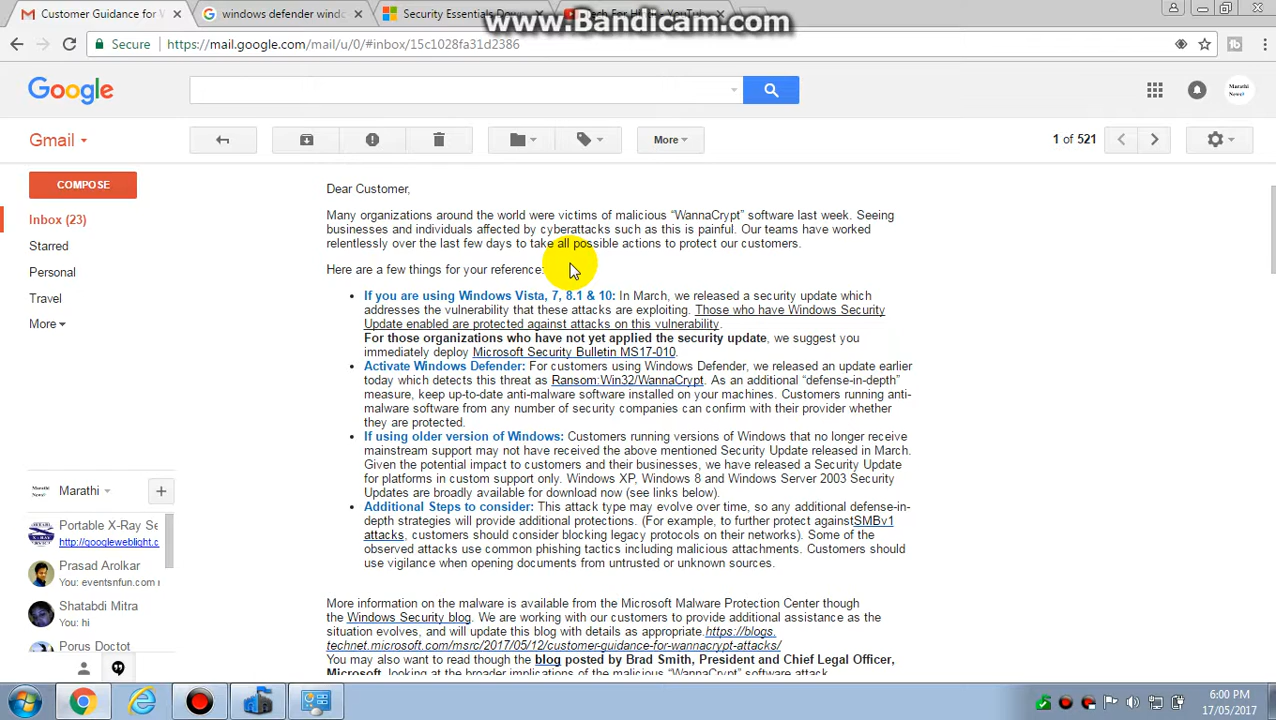 Customer Guidance for W
windows defender wind
Security Essentials Dow
Tech For
YouTube
www.Bandicam.com
Secure
https://mail.google.com/mail/u/0/#inbox/15c1028fa31d2386
Google
Marathi
News
Gmail
More
1 of 521
COMPOSE
Inbox (23)
Starred
Personal
Travel
More
Dear Customer,
Many organizations around the world were victims of malicious “WannaCrypt” software last week. Seeing
businesses and individuals affected by cyberattacks such as this is painful. Our teams have worked
relentlessly over the last few days to take all possible actions to protect our customers.
Here are a few things for your reference:
If you are using Windows Vista, 7, 8.1 & 10: In March, we released a security update which
addresses the vulnerability that these attacks are exploiting. Those who have Windows Security
Update enabled are protected against attacks on this vulnerability.
For those organizations who have not yet applied the security update, we suggest you
immediately deploy Microsoft Security Bulletin MS17-010.
Activate Windows Defender: For customers using Windows Defender, we released an update earlier
today which detects this threat as Ransom:Win32/WannaCrypt. As an additional “defense-in-depth”
measure, keep up-to-date anti-malware software installed on your machines. Customers running anti-
malware software from any number of security companies can confirm with their provider whether
they are protected.
If using older version of Windows: Customers running versions of Windows that no longer receive
mainstream support may not have received the above mentioned Security Update released in March.
Given the potential impact to customers and their businesses, we have released a Security Update
for platforms in custom support only. Windows XP, Windows 8 and Windows Server 2003 Security
Updates are broadly available for download now (see links below).
Additional Steps to consider: This attack type may evolve over time, so any additional defense-in-
depth strategies will provide additional protections. (For example, to further protect againstSMBv1
attacks, customers should consider blocking legacy protocols on their networks). Some of the
observed attacks use common phishing tactics including malicious attachments. Customers should
use vigilance when opening documents from untrusted or unknown sources.
More information on the malware is available from the Microsoft Malware Protection Center though
the Windows Security blog. We are working with our customers to provide additional assistance as the
situation evolves, and will update this blog with details as appropriate.https://blogs.
technet.microsoft.com/msrc/2017/05/12/customer-guidance-for-wannacrypt-attacks/
You may also want to read though the blog posted by Brad Smith, President and Chief Legal Officer,
Microsoft, looking at the broader implications of the malicious “WannaCrypt” software attack.
Marathi
Portable X-Ray Se
http://googleweblight.c
Prasad Arolkar
You: eventsnfun.com
Shatabdi Mitra
You: hi
Porus Doctot
6:00 PM
17/05/2017